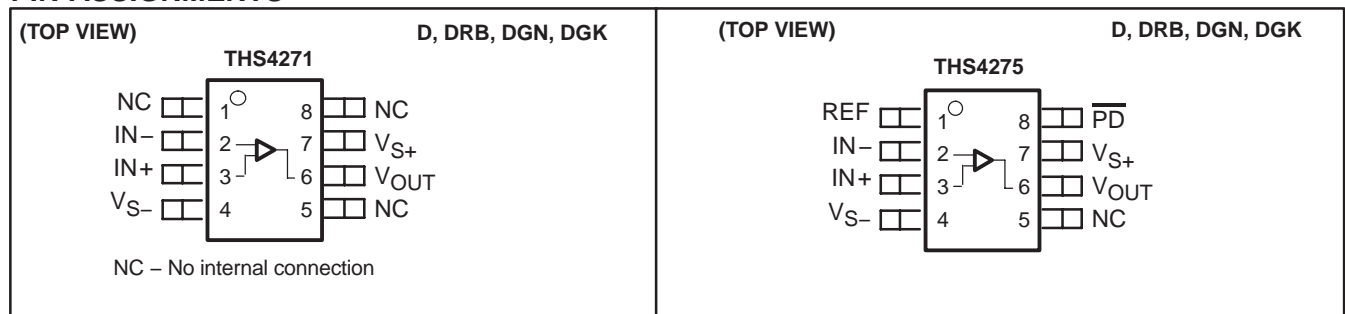 (TOP VIEW) D, DRB, DGN, DGK
THS4271
NC 1 8 NC
IN− 2 7 VS+
IN+ 3 6 VOUT
VS− 4 5 NC
NC − No internal connection
(TOP VIEW) D, DRB, DGN, DGK
THS4275
REF 1 8 PD
IN− 2 7 VS+
IN+ 3 6 VOUT
VS− 4 5 NC